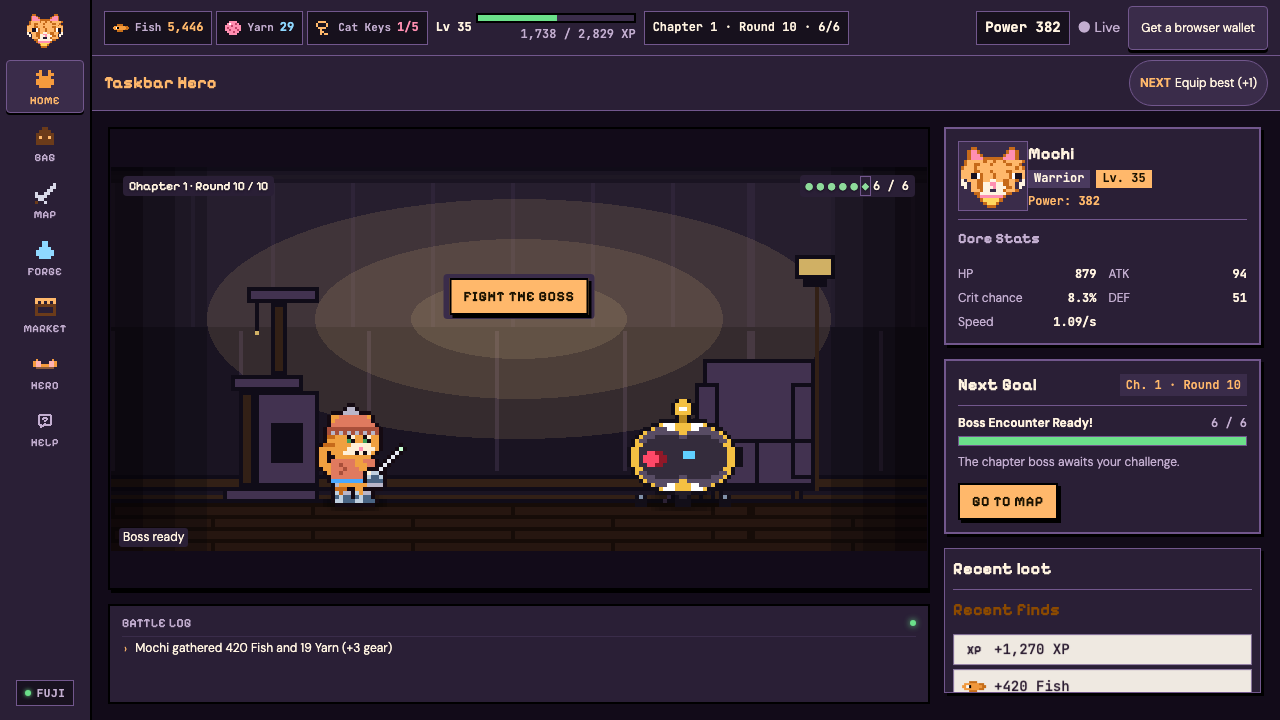 Fish 5,446
Yarn 29
Cat Keys 1/5
Lv 35
1,738 / 2,829 XP
Chapter 1 · Round 10 · 6/6
Power 382
Live
Get a browser wallet
HOME
BAG
MAP
FORGE
MARKET
HERO
HELP
FUJI
Taskbar Hero
NEXT Equip best (+1)
Chapter 1 · Round 10 / 10
6 / 6
FIGHT THE BOSS
Boss ready
BATTLE LOG
› Mochi gathered 420 Fish and 19 Yarn (+3 gear)
Mochi
Warrior Lv. 35
Power: 382
Core Stats
HP 879 ATK 94
Crit chance 8.3% DEF 51
Speed 1.09/s
Next Goal Ch. 1 · Round 10
Boss Encounter Ready! 6 / 6
The chapter boss awaits your challenge.
GO TO MAP
Recent loot
Recent Finds
XP +1,270 XP
+420 Fish